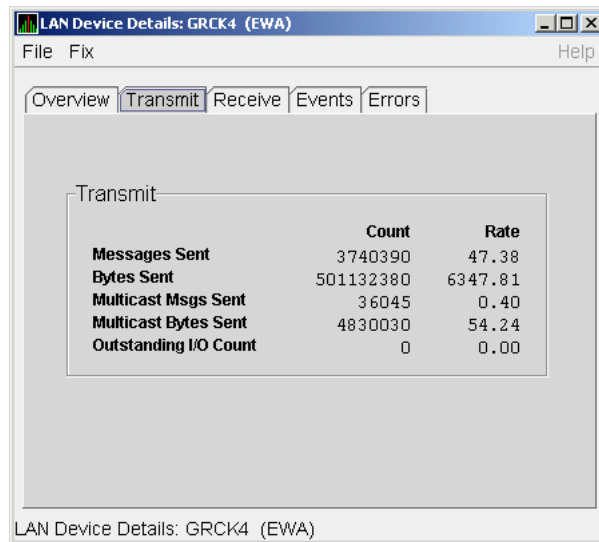 LAN Device Details: GRCK4 (EWA)
File Fix Help
Overview Transmit Receive Events Errors
Transmit
Count Rate
Messages Sent 3740390 47.38
Bytes Sent 501132380 6347.81
Multicast Msgs Sent 36045 0.40
Multicast Bytes Sent 4830030 54.24
Outstanding I/O Count 0 0.00
LAN Device Details: GRCK4 (EWA)